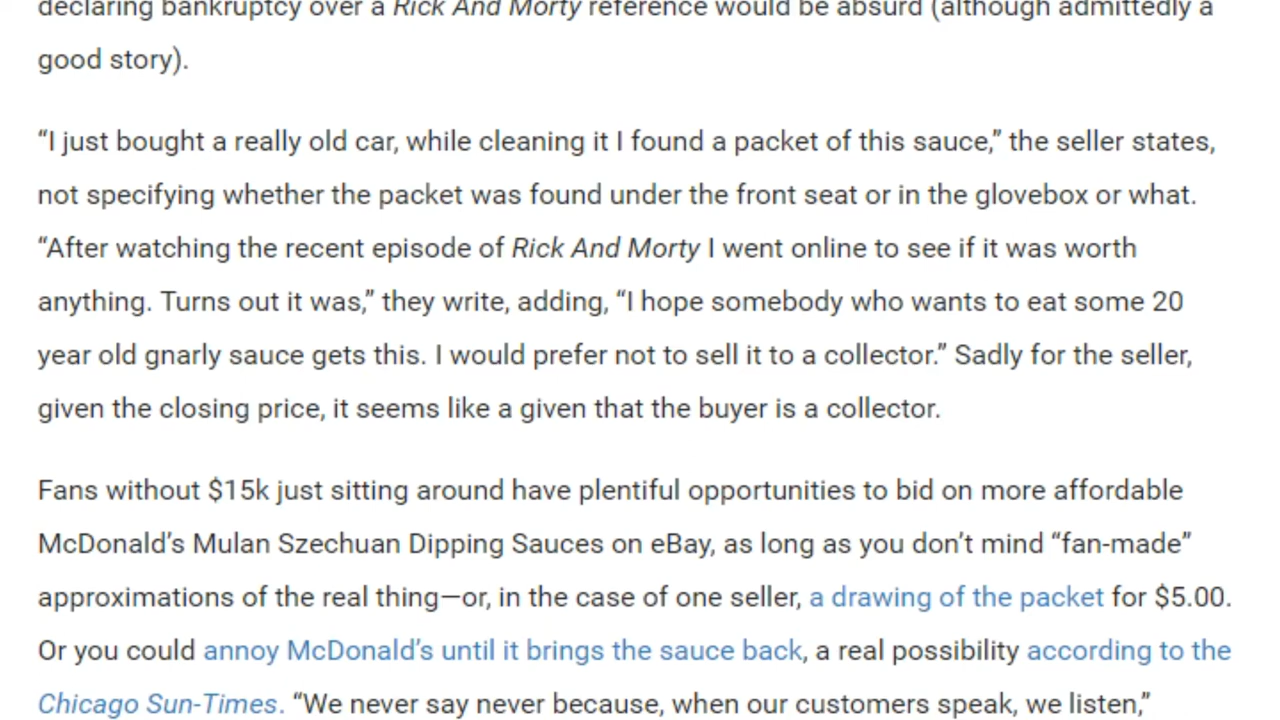 declaring bankruptcy over a Rick And Morty reference would be absurd (although admittedly a
good story).
“I just bought a really old car, while cleaning it I found a packet of this sauce,” the seller states,
not specifying whether the packet was found under the front seat or in the glovebox or what.
“After watching the recent episode of Rick And Morty I went online to see if it was worth
anything. Turns out it was,” they write, adding, “I hope somebody who wants to eat some 20
year old gnarly sauce gets this. I would prefer not to sell it to a collector.” Sadly for the seller,
given the closing price, it seems like a given that the buyer is a collector.
Fans without $15k just sitting around have plentiful opportunities to bid on more affordable
McDonald’s Mulan Szechuan Dipping Sauces on eBay, as long as you don’t mind “fan-made”
approximations of the real thing—or, in the case of one seller, a drawing of the packet for $5.00.
Or you could annoy McDonald’s until it brings the sauce back, a real possibility according to the
Chicago Sun-Times. “We never say never because, when our customers speak, we listen,”